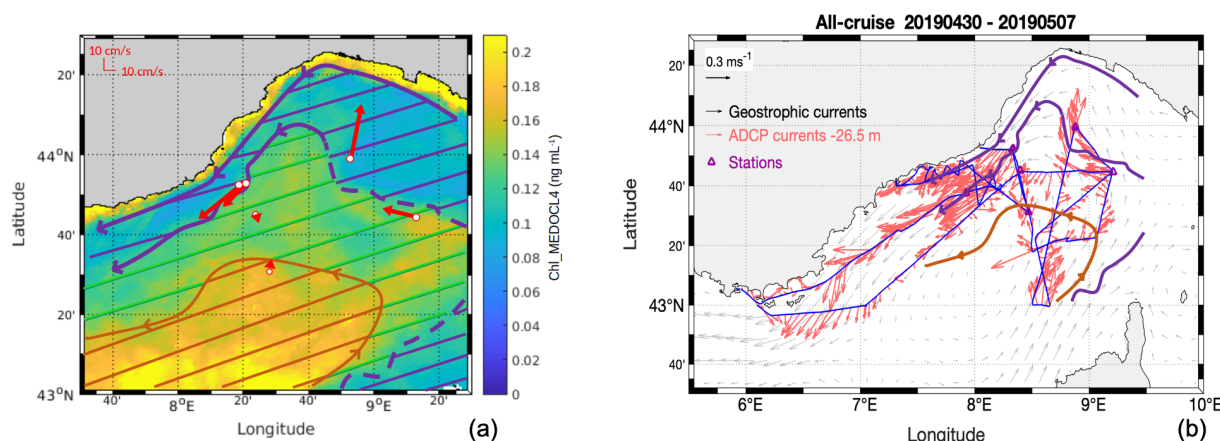 10 cm/s
10 cm/s
20'
44°N
40'
20'
43°N
Latitude
40'
8°E
20'
40'
9°E
20'
Longitude
0.2
0.18
0.16
0.14
0.12
0.1
0.08
0.06
0.04
0.02
0
Chl_MEDOCL4 (ng mL⁻¹)
(a)
All-cruise 20190430 - 20190507
0.3 ms⁻¹
Geostrophic currents
ADCP currents -26.5 m
Stations
20'
44°N
40'
20'
43°N
40'
Latitude
6°E
7°E
8°E
9°E
10°E
Longitude
(b)